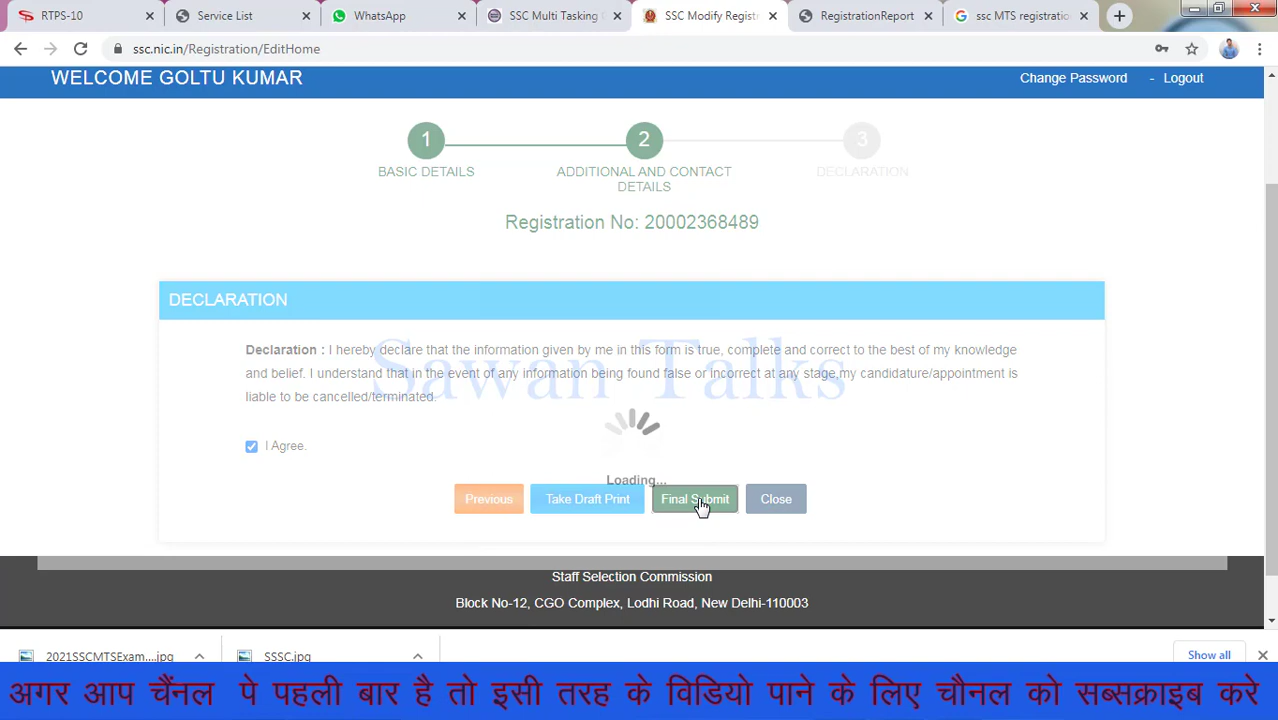 RTPS-10
Service List
WhatsApp
SSC Multi Tasking
SSC Modify Registr
RegistrationReport
ssc MTS registratio
ssc.nic.in/Registration/EditHome
WELCOME GOLTU KUMAR
Change Password - Logout
1
2
3
BASIC DETAILS
ADDITIONAL AND CONTACT
DETAILS
DECLARATION
Registration No: 20002368489
DECLARATION
Declaration : I hereby declare that the information given by me in this form is true, complete and correct to the best of my knowledge
and belief. I understand that in the event of any information being found false or incorrect at any stage,my candidature/appointment is
liable to be cancelled/terminated.
Sawan Talks
I Agree.
Loading...
Previous
Take Draft Print
Final Submit
Close
Staff Selection Commission
Block No-12, CGO Complex, Lodhi Road, New Delhi-110003
2021SSCMTSExam....jpg
SSSC.jpg
Show all
अगर आप चैंनल पे पहली बार है तो इसी तरह के विडियो पाने के लिए चौनल को सब्सक्राइब करे